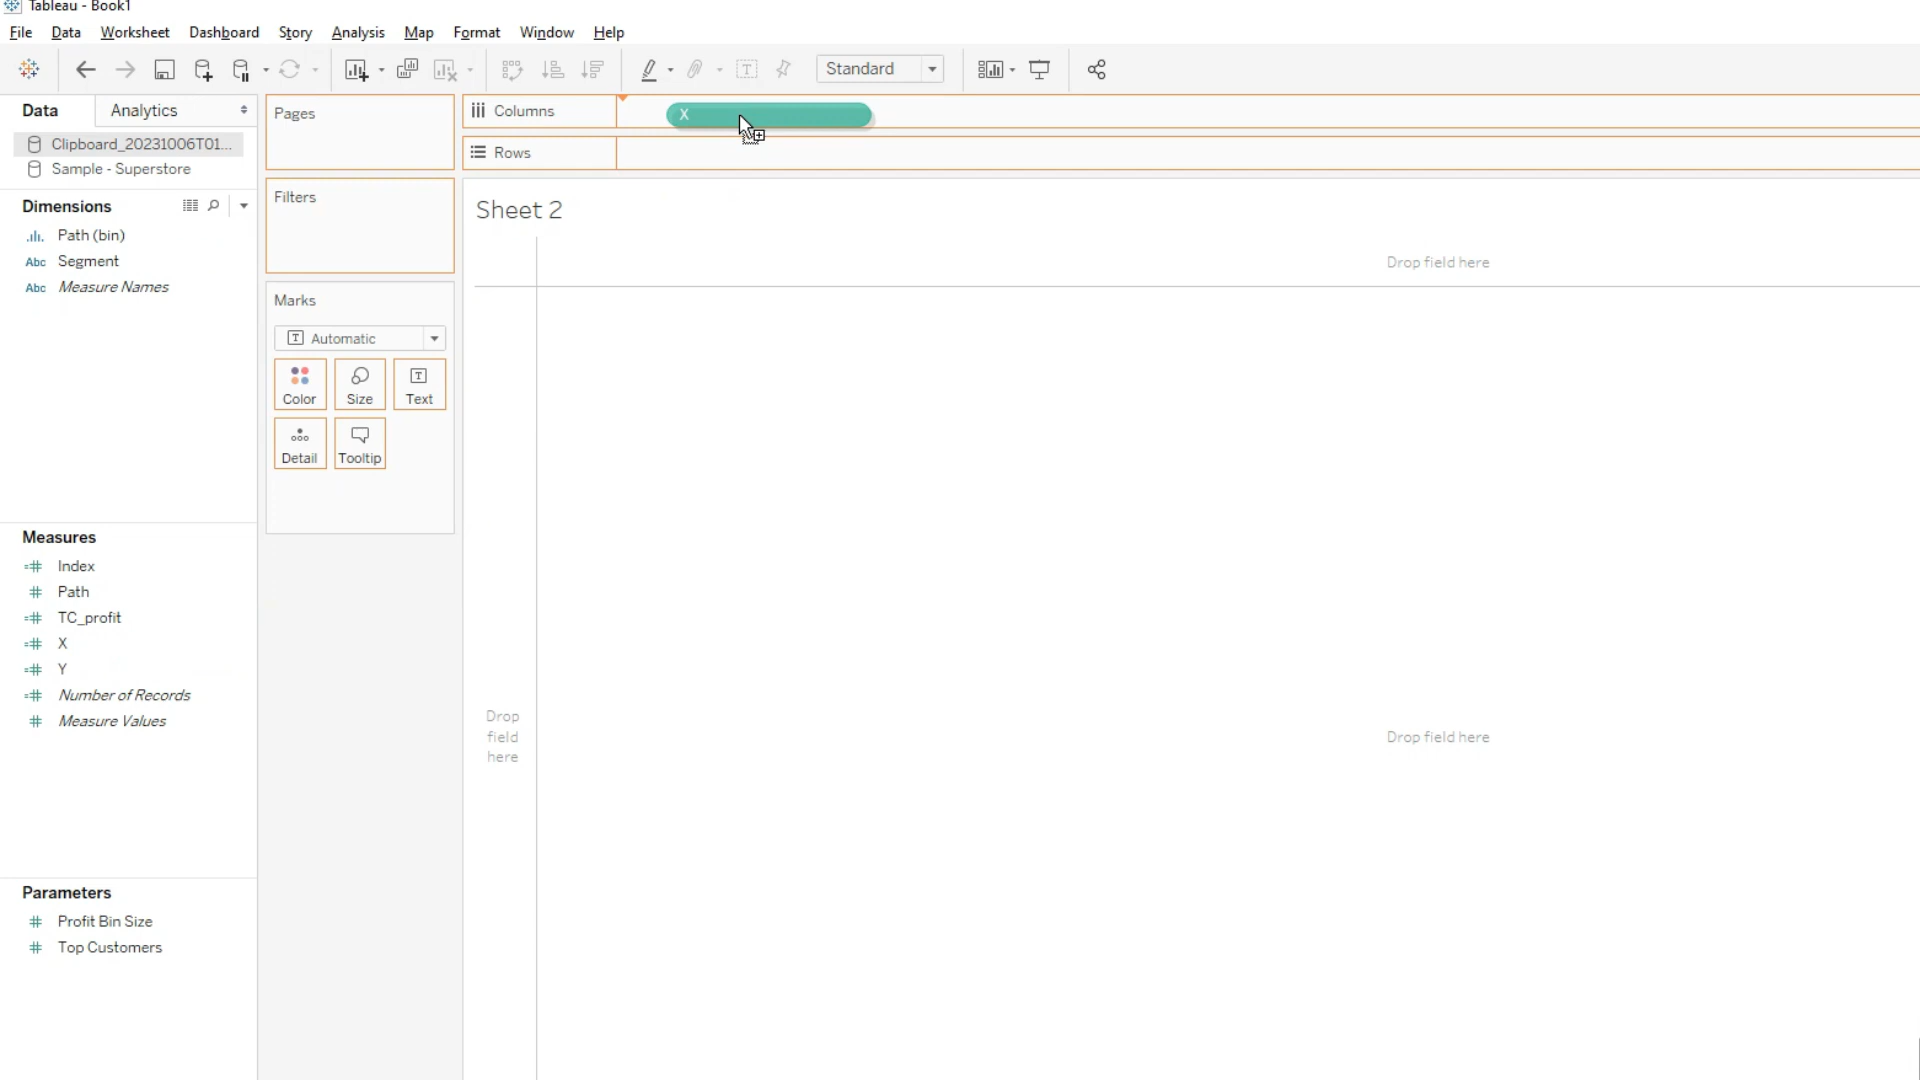 Tableau - Book1
File Data Worksheet Dashboard Story Analysis Map Format Window Help
Standard
Data Analytics
Clipboard_20231006T01...
Sample - Superstore
Dimensions
Path (bin)
Abc Segment
Abc Measure Names
Measures
=# Index
# Path
=# TC_profit
=# X
=# Y
=# Number of Records
# Measure Values
Parameters
# Profit Bin Size
# Top Customers
Pages
Filters
Marks
T Automatic
Color Size Text
Detail Tooltip
Columns X
Rows
Sheet 2
Drop field here
Drop
field
here
Drop field here